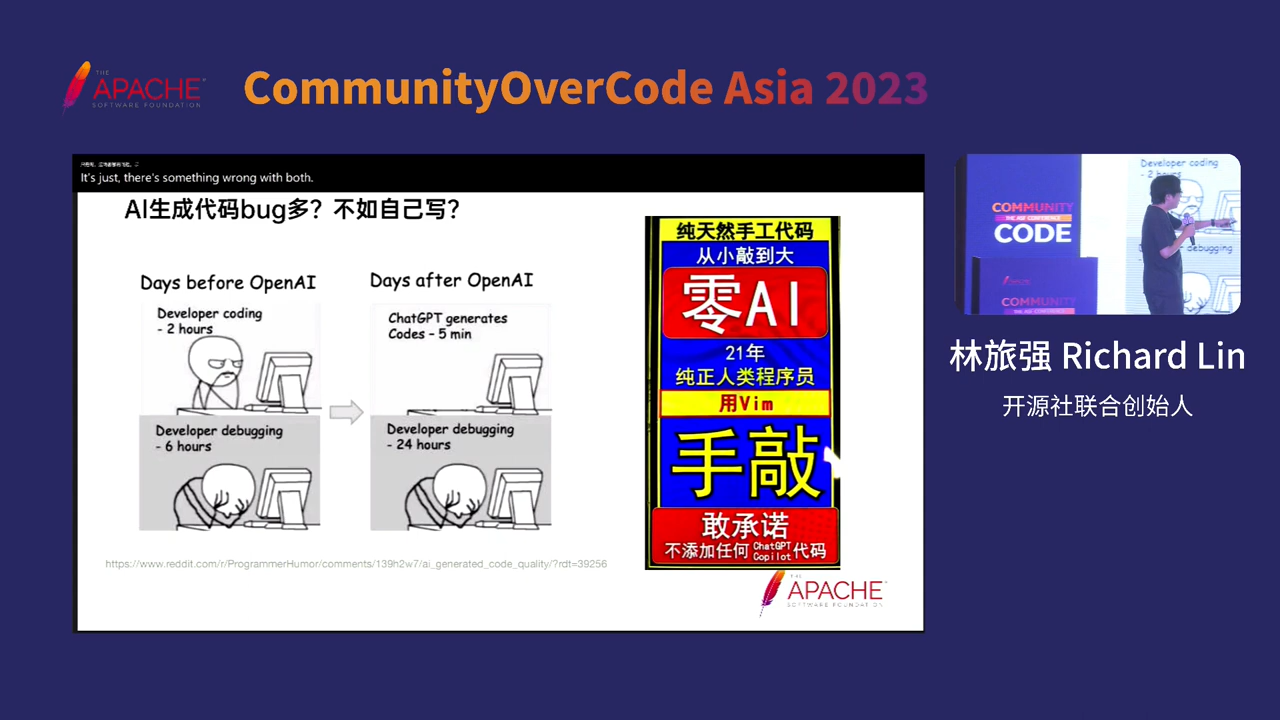 THE
APACHE
SOFTWARE FOUNDATION
CommunityOverCode Asia 2023
It's just, there's something wrong with both.
AI生成代码bug多？不如自己写？
Days before OpenAI
Developer coding
- 2 hours
Developer debugging
- 6 hours
Days after OpenAI
ChatGPT generates
Codes – 5 min
Developer debugging
- 24 hours
https://www.reddit.com/r/ProgrammerHumor/comments/139h2w7/ai_generated_code_quality/?rdt=39256
纯天然手工代码
从小敲到大
零AI
21年
纯正人类程序员
用Vim
手敲
敢承诺
不添加任何 ChatGPT Copilot 代码
THE
APACHE
SOFTWARE FOUNDATION
COMMUNITY
THE ASF CONFERENCE
CODE
COMMUNITY
Developer coding
- 2
林旅强 Richard Lin
开源社联合创始人